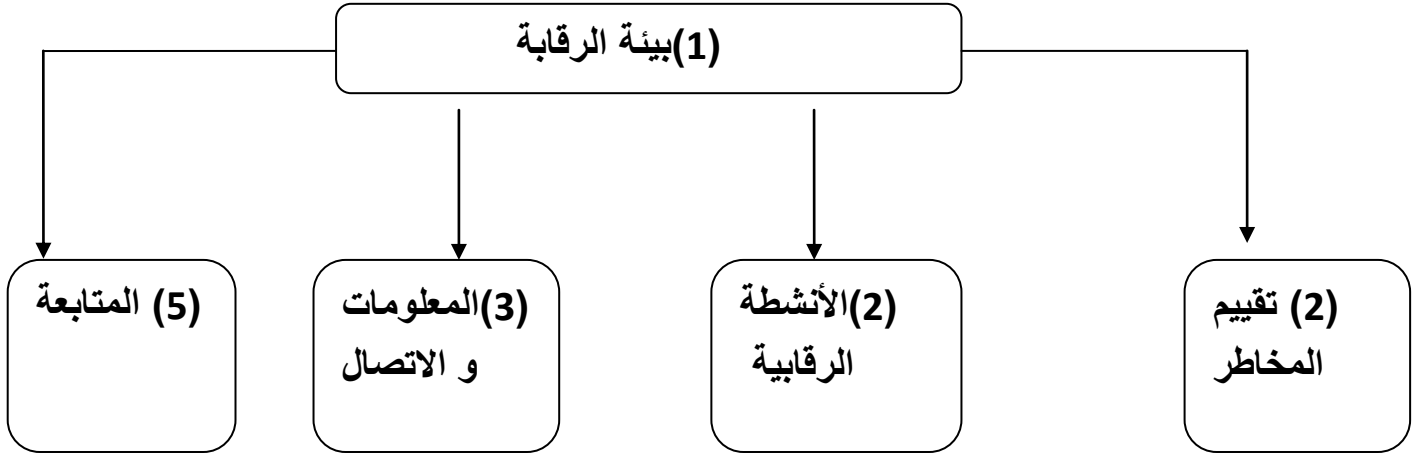 (1)بيئة الرقابة
(2) تقييم
المخاطر
(2)الأنشطة
الرقابية
(3)المعلومات
و الاتصال
(5) المتابعة